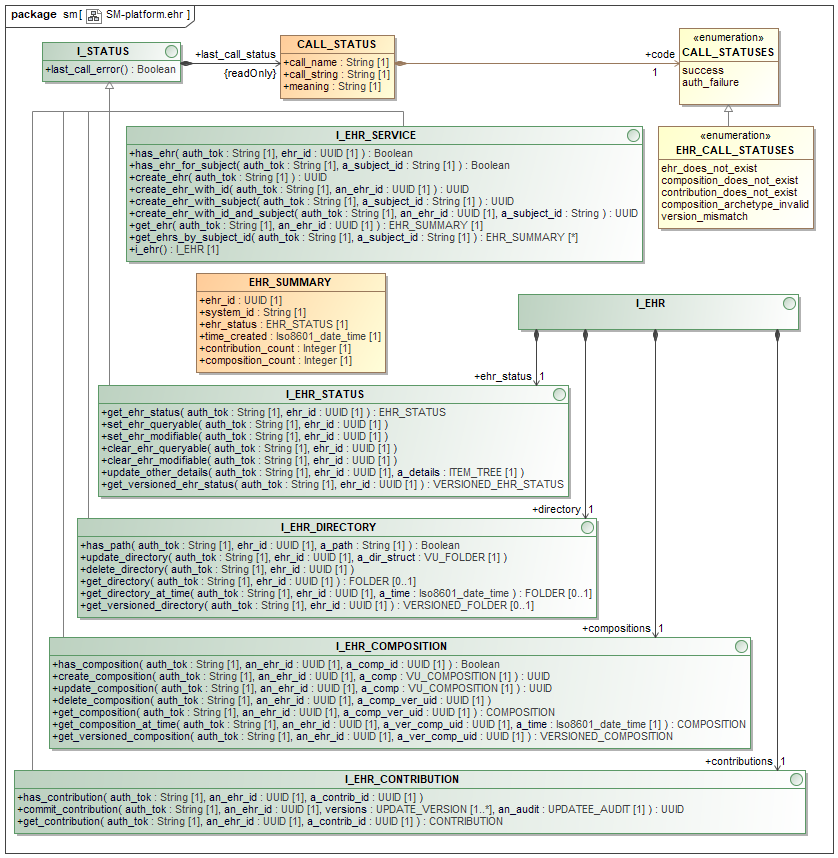 package sm [ SM-platform.ehr ]
I_STATUS
+last_call_error() : Boolean
+last_call_status
{readOnly}
CALL_STATUS
+call_name : String [1]
+call_string : String [1]
+meaning : String [1]
+code
1
«enumeration»
CALL_STATUSES
success
auth_failure
«enumeration»
EHR_CALL_STATUSES
ehr_does_not_exist
composition_does_not_exist
contribution_does_not_exist
composition_archetype_invalid
version_mismatch
I_EHR_SERVICE
+has_ehr( auth_tok : String [1], ehr_id : UUID [1] ) : Boolean
+has_ehr_for_subject( auth_tok : String [1], a_subject_id : String [1] ) : Boolean
+create_ehr( auth_tok : String [1] ) : UUID
+create_ehr_with_id( auth_tok : String [1], an_ehr_id : UUID [1] ) : UUID
+create_ehr_with_subject( auth_tok : String [1], a_subject_id : String [1] ) : UUID
+create_ehr_with_id_and_subject( auth_tok : String [1], an_ehr_id : UUID [1], a_subject_id : String ) : UUID
+get_ehr( auth_tok : String [1], an_ehr_id : UUID [1] ) : EHR_SUMMARY [1]
+get_ehrs_by_subject_id( auth_tok : String [1], a_subject_id : String [1] ) : EHR_SUMMARY [*]
+i_ehr() : I_EHR [1]
EHR_SUMMARY
+ehr_id : UUID [1]
+system_id : String [1]
+ehr_status : EHR_STATUS [1]
+time_created : Iso8601_date_time [1]
+contribution_count : Integer [1]
+composition_count : Integer [1]
I_EHR
+ehr_status 1
I_EHR_STATUS
+get_ehr_status( auth_tok : String [1], ehr_id : UUID [1] ) : EHR_STATUS
+set_ehr_queryable( auth_tok : String [1], ehr_id : UUID [1] )
+set_ehr_modifiable( auth_tok : String [1], ehr_id : UUID [1] )
+clear_ehr_queryable( auth_tok : String [1], ehr_id : UUID [1] )
+clear_ehr_modifiable( auth_tok : String [1], ehr_id : UUID [1] )
+update_other_details( auth_tok : String [1], ehr_id : UUID [1], a_details : ITEM_TREE [1] )
+get_versioned_ehr_status( auth_tok : String [1], ehr_id : UUID [1] ) : VERSIONED_EHR_STATUS
+directory 1
I_EHR_DIRECTORY
+has_path( auth_tok : String [1], ehr_id : UUID [1], a_path : String [1] ) : Boolean
+update_directory( auth_tok : String [1], ehr_id : UUID [1], a_dir_struct : VU_FOLDER [1] )
+delete_directory( auth_tok : String [1], ehr_id : UUID [1] )
+get_directory( auth_tok : String [1], ehr_id : UUID [1] ) : FOLDER [0..1]
+get_directory_at_time( auth_tok : String [1], ehr_id : UUID [1], a_time : Iso8601_date_time ) : FOLDER [0..1]
+get_versioned_directory( auth_tok : String [1], ehr_id : UUID [1] ) : VERSIONED_FOLDER [0..1]
+compositions 1
I_EHR_COMPOSITION
+has_composition( auth_tok : String [1], an_ehr_id : UUID [1], a_comp_id : UUID [1] ) : Boolean
+create_composition( auth_tok : String [1], an_ehr_id : UUID [1], a_comp : VU_COMPOSITION [1] ) : UUID
+update_composition( auth_tok : String [1], an_ehr_id : UUID [1], a_comp : VU_COMPOSITION [1] ) : UUID
+delete_composition( auth_tok : String [1], an_ehr_id : UUID [1], a_comp_ver_uid : UUID [1] )
+get_composition( auth_tok : String [1], an_ehr_id : UUID [1], a_comp_ver_uid : UUID [1] ) : COMPOSITION
+get_composition_at_time( auth_tok : String [1], an_ehr_id : UUID [1], a_ver_comp_uid : UUID [1], a_time : Iso8601_date_time [1] ) : COMPOSITION
+get_versioned_composition( auth_tok : String [1], an_ehr_id : UUID [1], a_ver_comp_uid : UUID [1] ) : VERSIONED_COMPOSITION
+contributions 1
I_EHR_CONTRIBUTION
+has_contribution( auth_tok : String [1], an_ehr_id : UUID [1], a_contrib_id : UUID [1] )
+commit_contribution( auth_tok : String [1], an_ehr_id : UUID [1], versions : UPDATE_VERSION [1..*], an_audit : UPDATEE_AUDIT [1] ) : UUID
+get_contribution( auth_tok : String [1], an_ehr_id : UUID [1], a_contrib_id : UUID [1] ) : CONTRIBUTION